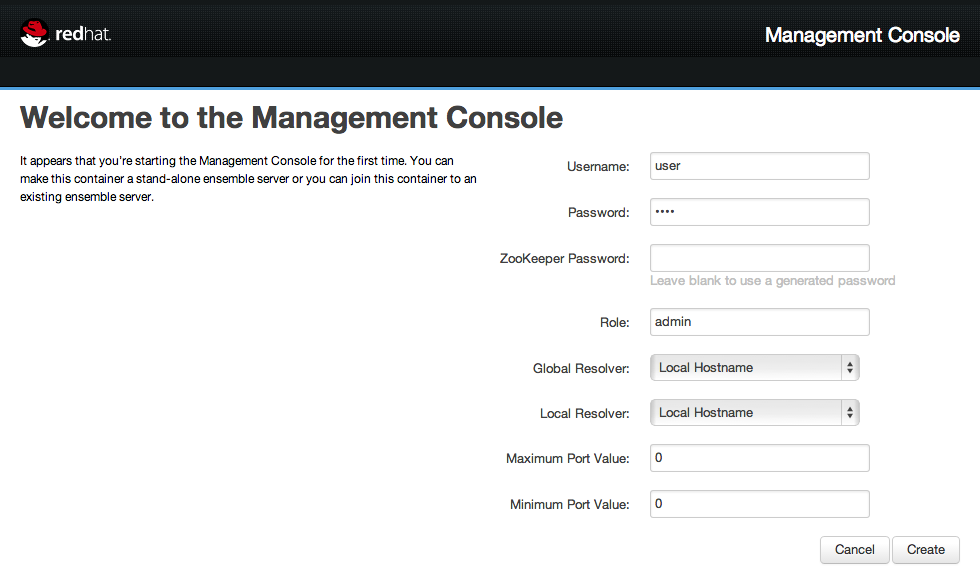 redhat.
Management Console
Welcome to the Management Console
It appears that you're starting the Management Console for the first time. You can
make this container a stand-alone ensemble server or you can join this container to an
existing ensemble server.
Username: user
Password: ••••
ZooKeeper Password:
Leave blank to use a generated password
Role: admin
Global Resolver: Local Hostname
Local Resolver: Local Hostname
Maximum Port Value: 0
Minimum Port Value: 0
Cancel Create